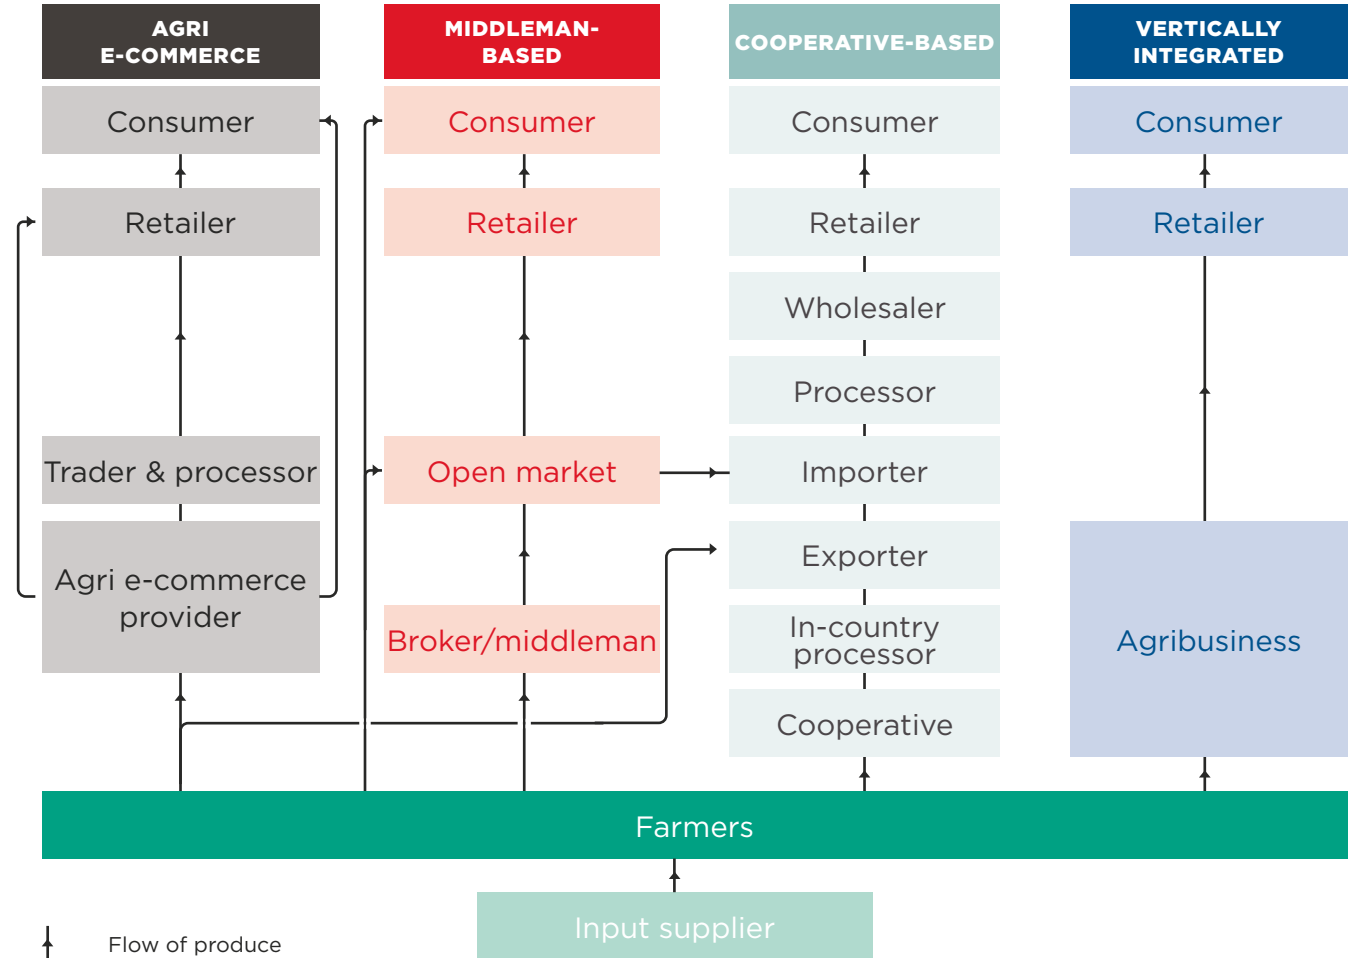 AGRI
E-COMMERCE
MIDDLEMAN-
BASED
COOPERATIVE-BASED
VERTICALLY
INTEGRATED
Consumer
Consumer
Consumer
Consumer
Retailer
Retailer
Retailer
Retailer
Wholesaler
Processor
Trader & processor
Open market
Importer
Agri e-commerce
provider
Exporter
Broker/middleman
In-country
processor
Agribusiness
Cooperative
Farmers
Input supplier
Flow of produce